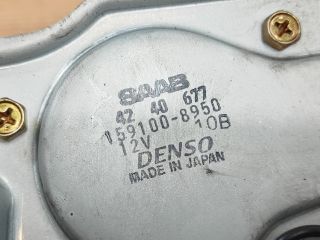 SAAB
42 40 677
159100-8950
12V 10B
DENSO
MADE IN JAPAN